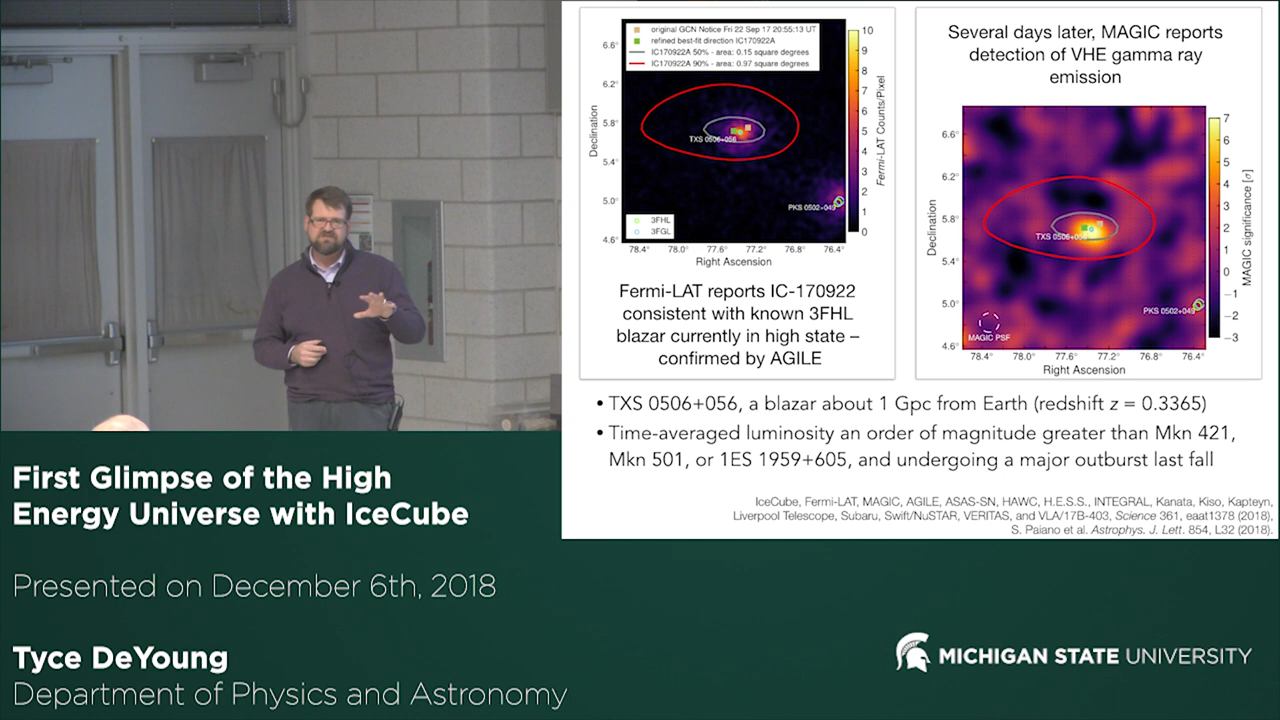 original GCN Notice Fri 22 Sep 17 20:55:13 UT
refined best-fit direction IC170922A
IC170922A 50% - area: 0.15 square degrees
IC170922A 90% - area: 0.97 square degrees
6.6°
6.2°
5.8°
5.4°
5.0°
4.6°
Declination
TXS 0506+056
PKS 0502+049
3FHL
3FGL
78.4° 78.0° 77.6° 77.2° 76.8° 76.4°
Right Ascension
10
9
8
7
6
5
4
3
2
1
0
Fermi-LAT Counts/Pixel
Fermi-LAT reports IC-170922
consistent with known 3FHL
blazar currently in high state –
confirmed by AGILE
Several days later, MAGIC reports
detection of VHE gamma ray
emission
6.6°
6.2°
5.8°
5.4°
5.0°
4.6°
Declination
TXS 0506+056
PKS 0502+049
MAGIC PSF
78.4° 78.0° 77.6° 77.2° 76.8° 76.4°
Right Ascension
7
6
5
4
3
2
1
0
−1
−2
−3
MAGIC significance [σ]
• TXS 0506+056, a blazar about 1 Gpc from Earth (redshift z = 0.3365)
• Time-averaged luminosity an order of magnitude greater than Mkn 421,
Mkn 501, or 1ES 1959+605, and undergoing a major outburst last fall
IceCube, Fermi-LAT, MAGIC, AGILE, ASAS-SN, HAWC, H.E.S.S., INTEGRAL, Kanata, Kiso, Kapteyn,
Liverpool Telescope, Subaru, Swift/NuSTAR, VERITAS, and VLA/17B-403, Science 361, eaat1378 (2018),
S. Paiano et al. Astrophys. J. Lett. 854, L32 (2018).
First Glimpse of the High
Energy Universe with IceCube
Presented on December 6th, 2018
Tyce DeYoung
Department of Physics and Astronomy
MICHIGAN STATE UNIVERSITY